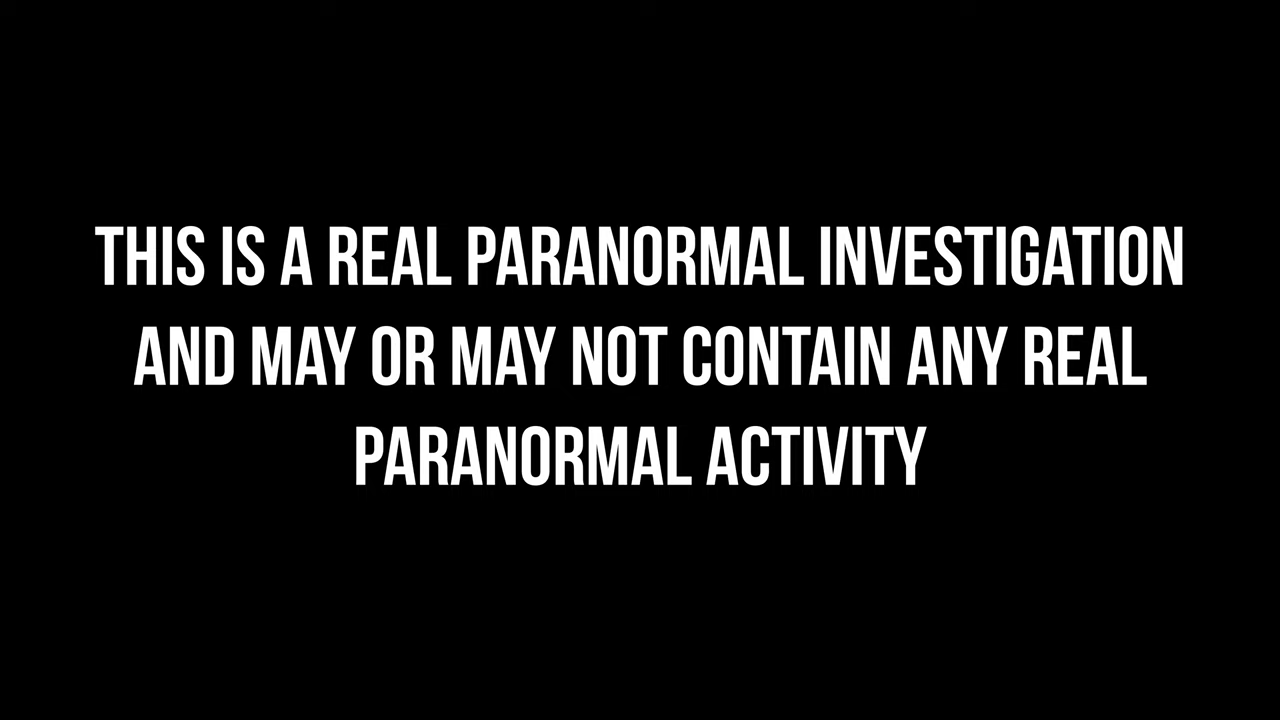 THIS IS A REAL PARANORMAL INVESTIGATION
AND MAY OR MAY NOT CONTAIN ANY REAL
PARANORMAL ACTIVITY